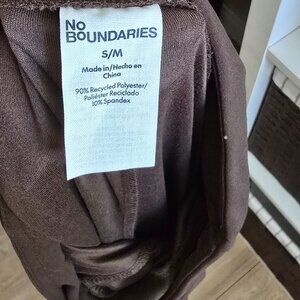 NO
BOUNDARIES
S/M
Made in/Hecho en
China
90% Recycled Polyester/
Poliéster Reciclado
10% Spandex